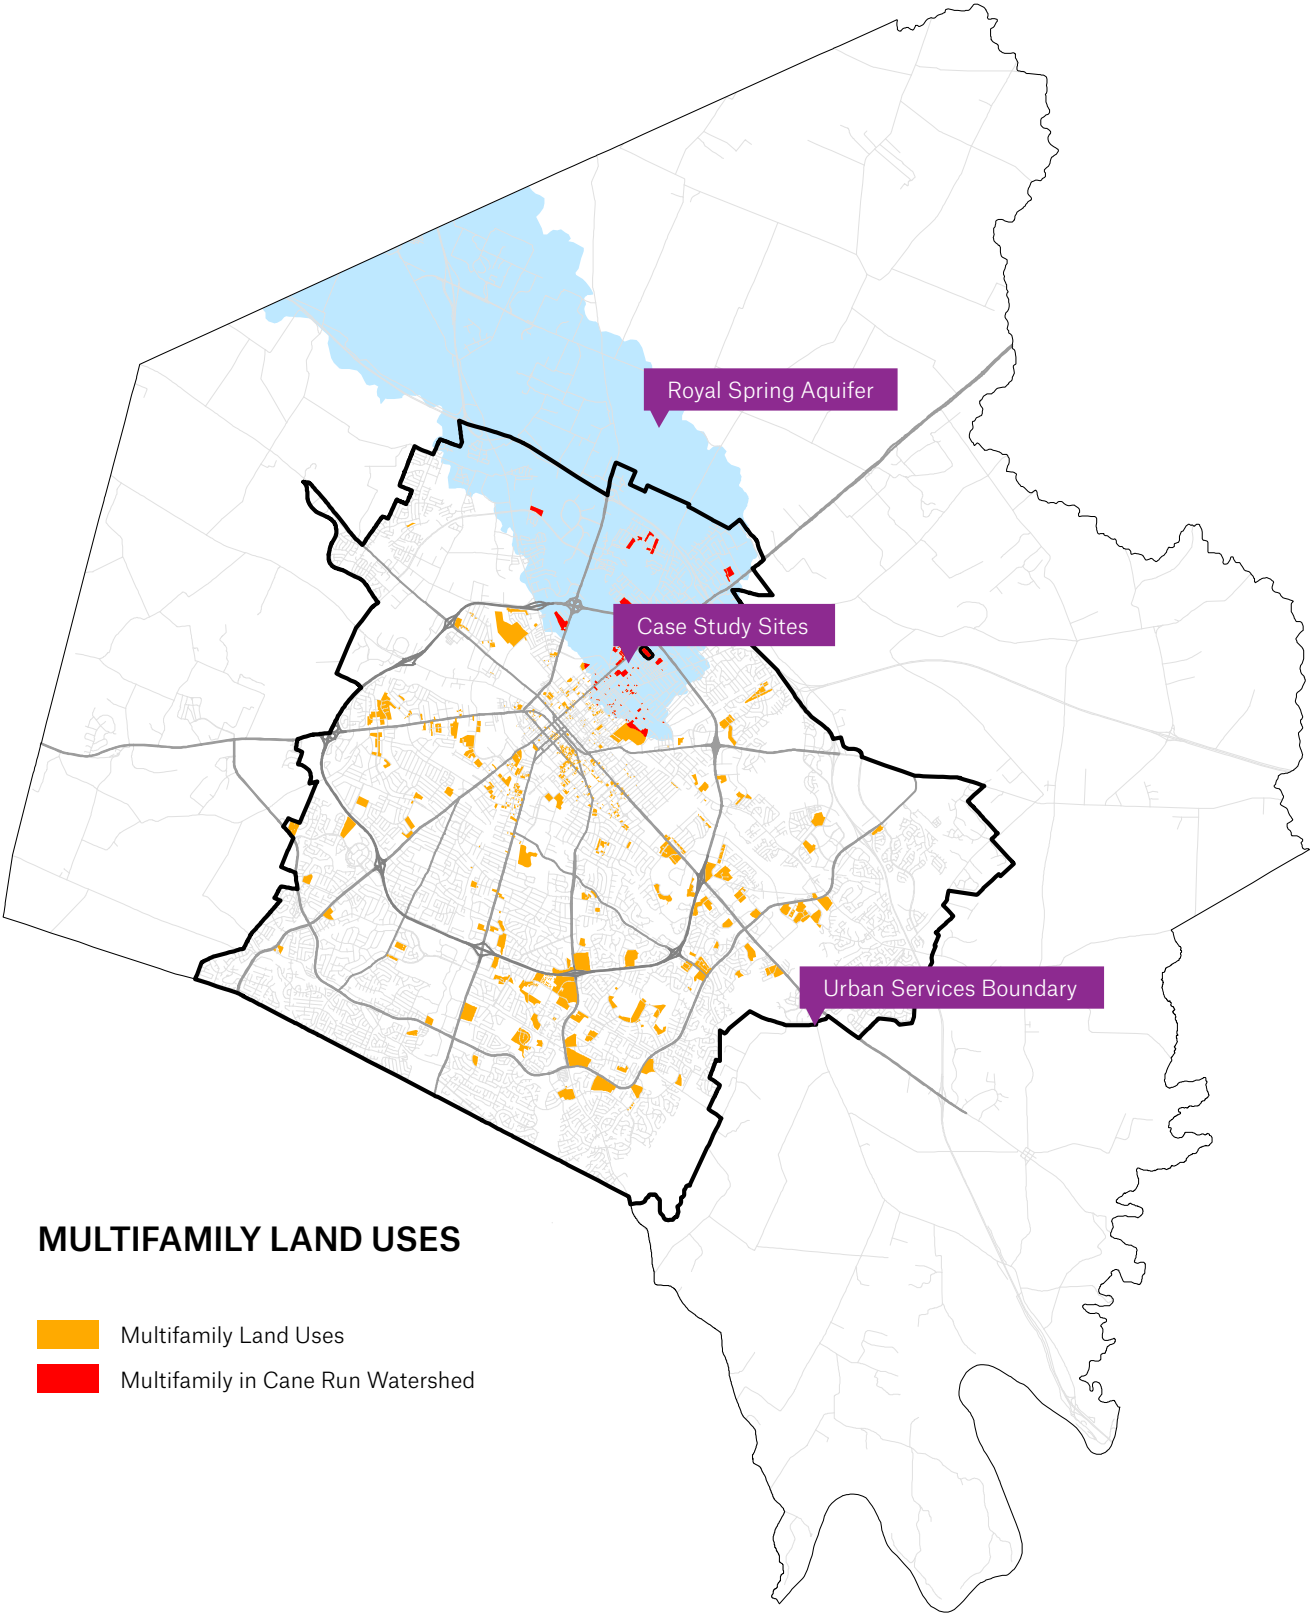 Royal Spring Aquifer
Case Study Sites
Urban Services Boundary
MULTIFAMILY LAND USES
Multifamily Land Uses
Multifamily in Cane Run Watershed